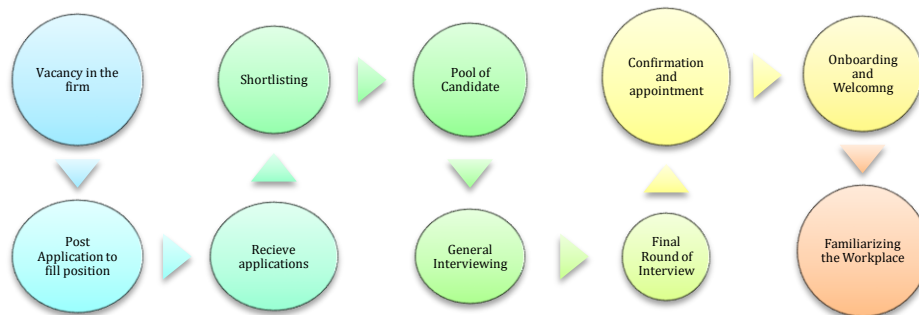 Vacancy in the
firm
Post
Application to
fill position
Recieve
applications
Shortlisting
Pool of
Candidate
General
Interviewing
Final
Round of
Interview
Confirmation
and
appointment
Onboarding
and
Welcomng
Familiarizing
the Workplace